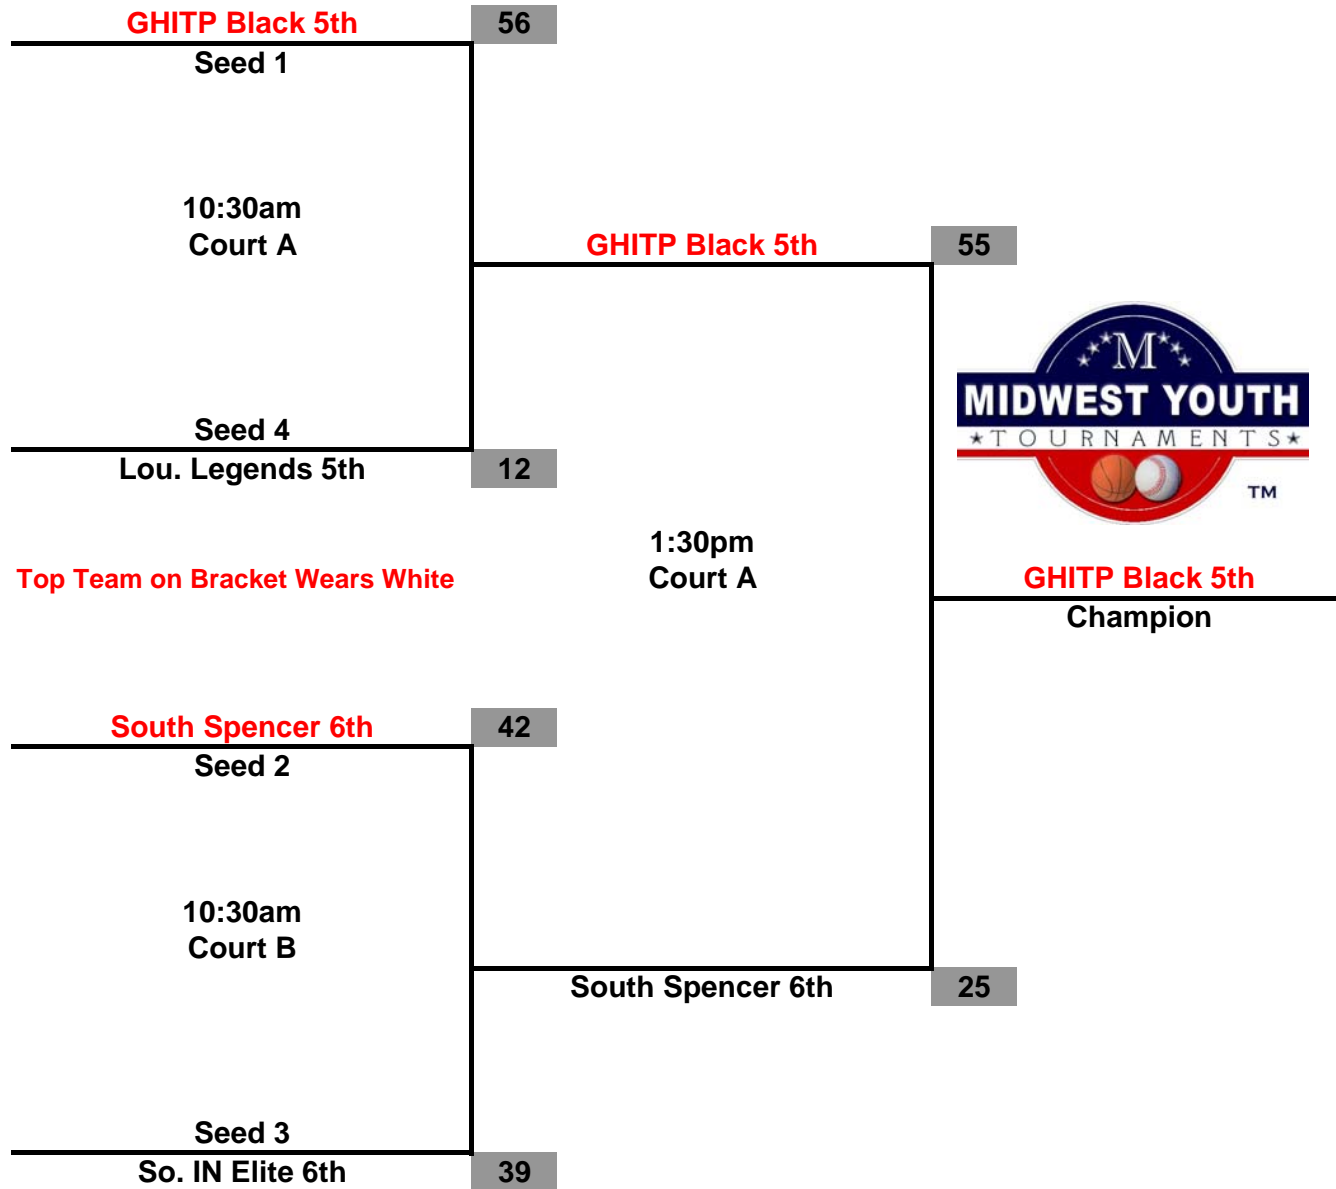 GHITP Black 5th
56
Seed 1
10:30am
Court A
GHITP Black 5th
55
M
MIDWEST YOUTH
TOURNAMENTS
TM
Seed 4
Lou. Legends 5th
12
1:30pm
Court A
Top Team on Bracket Wears White
GHITP Black 5th
Champion
South Spencer 6th
42
Seed 2
10:30am
Court B
South Spencer 6th
25
Seed 3
So. IN Elite 6th
39